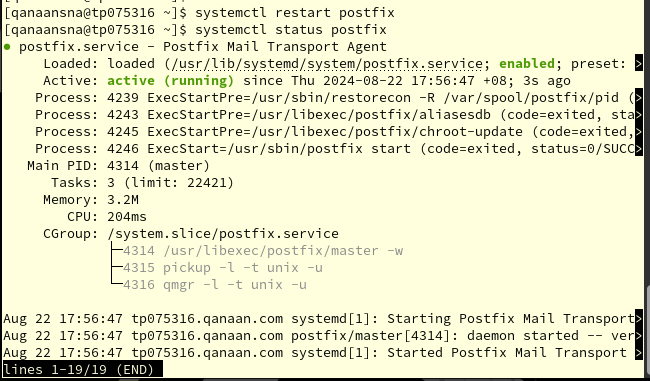 [qanaansna@tp075316 ~]$ systemctl restart postfix
[qanaansna@tp075316 ~]$ systemctl status postfix
● postfix.service – Postfix Mail Transport Agent
     Loaded: loaded (/usr/lib/systemd/system/postfix.service; enabled; preset: >
     Active: active (running) since Thu 2024-08-22 17:56:47 +08; 3s ago
    Process: 4239 ExecStartPre=/usr/sbin/restorecon -R /var/spool/postfix/pid (>
    Process: 4243 ExecStartPre=/usr/libexec/postfix/aliasesdb (code=exited, sta>
    Process: 4245 ExecStartPre=/usr/libexec/postfix/chroot-update (code=exited,>
    Process: 4246 ExecStart=/usr/sbin/postfix start (code=exited, status=0/SUCC>
   Main PID: 4314 (master)
      Tasks: 3 (limit: 22421)
     Memory: 3.2M
        CPU: 204ms
     CGroup: /system.slice/postfix.service
             ├─4314 /usr/libexec/postfix/master -w
             ├─4315 pickup -l -t unix -u
             └─4316 qmgr -l -t unix -u

Aug 22 17:56:47 tp075316.qanaan.com systemd[1]: Starting Postfix Mail Transport>
Aug 22 17:56:47 tp075316.qanaan.com postfix/master[4314]: daemon started -- ver>
Aug 22 17:56:47 tp075316.qanaan.com systemd[1]: Started Postfix Mail Transport >
lines 1-19/19 (END)